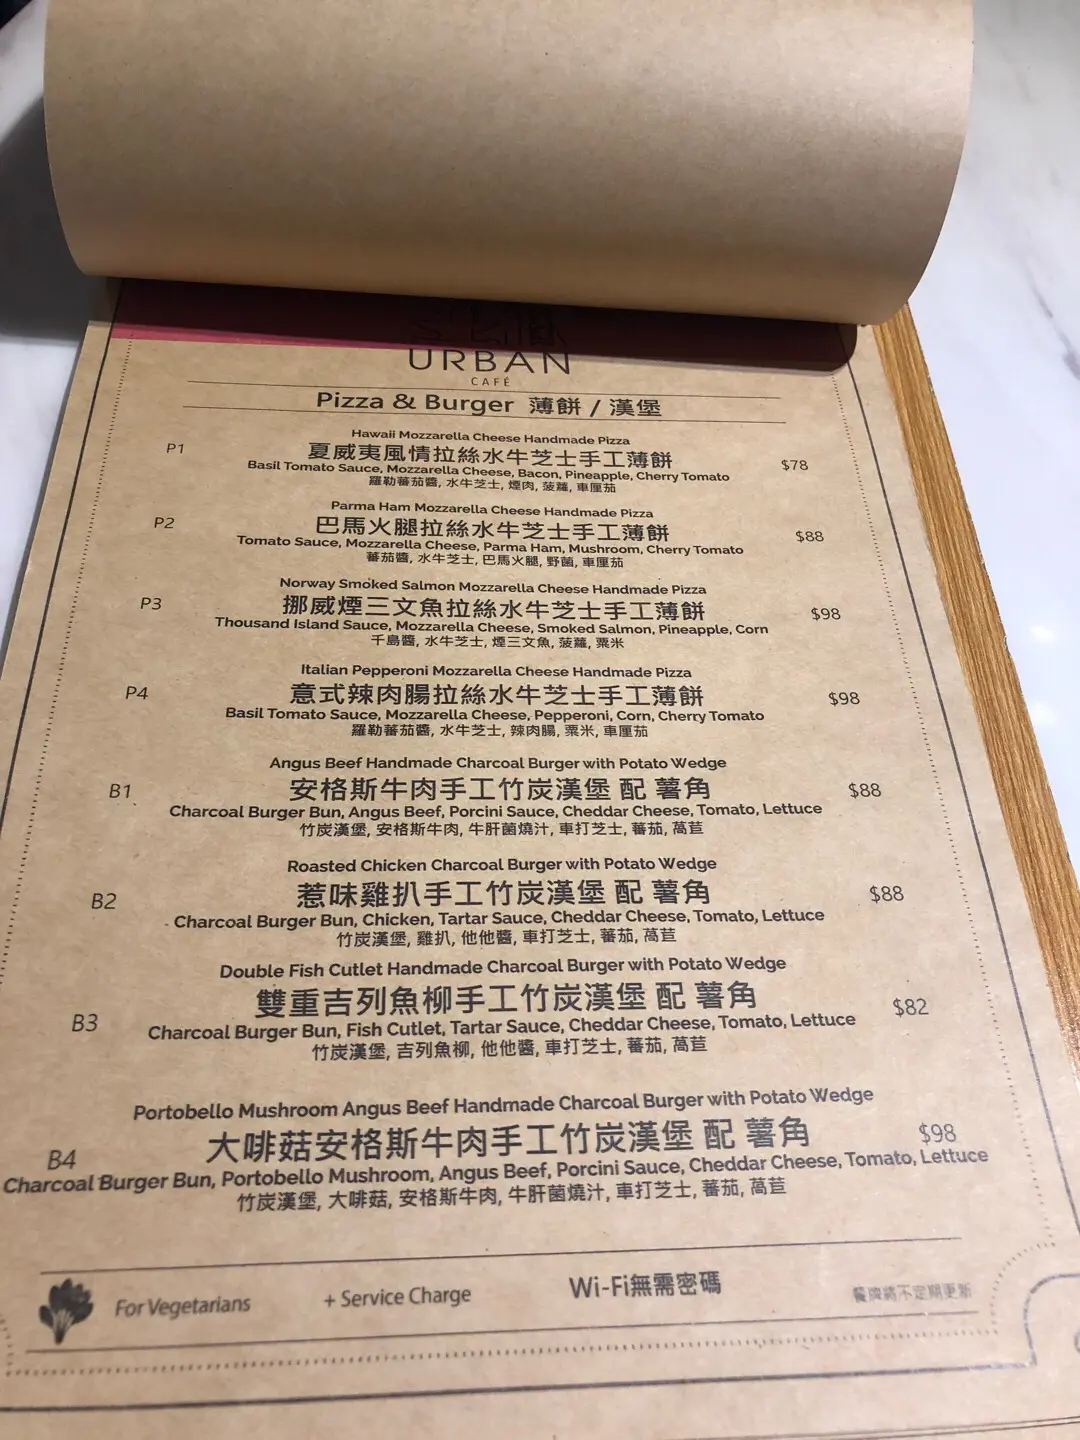 URBAN
CAFÉ
Pizza & Burger 薄餅 / 漢堡
Hawaii Mozzarella Cheese Handmade Pizza
P1 夏威夷風情拉絲水牛芝士手工薄餅 $78
Basil Tomato Sauce, Mozzarella Cheese, Bacon, Pineapple, Cherry Tomato
羅勒蕃茄醬, 水牛芝士, 煙肉, 菠蘿, 車厘茄
Parma Ham Mozzarella Cheese Handmade Pizza
P2 巴馬火腿拉絲水牛芝士手工薄餅 $88
Tomato Sauce, Mozzarella Cheese, Parma Ham, Mushroom, Cherry Tomato
蕃茄醬, 水牛芝士, 巴馬火腿, 野菌, 車厘茄
Norway Smoked Salmon Mozzarella Cheese Handmade Pizza
P3 挪威煙三文魚拉絲水牛芝士手工薄餅 $98
Thousand Island Sauce, Mozzarella Cheese, Smoked Salmon, Pineapple, Corn
千島醬, 水牛芝士, 煙三文魚, 菠蘿, 粟米
Italian Pepperoni Mozzarella Cheese Handmade Pizza
P4 意式辣肉腸拉絲水牛芝士手工薄餅 $98
Basil Tomato Sauce, Mozzarella Cheese, Pepperoni, Corn, Cherry Tomato
羅勒蕃茄醬, 水牛芝士, 辣肉腸, 粟米, 車厘茄
Angus Beef Handmade Charcoal Burger with Potato Wedge
B1 安格斯牛肉手工竹炭漢堡 配 薯角 $88
Charcoal Burger Bun, Angus Beef, Porcini Sauce, Cheddar Cheese, Tomato, Lettuce
竹炭漢堡, 安格斯牛肉, 牛肝菌燒汁, 車打芝士, 蕃茄, 萵苣
Roasted Chicken Charcoal Burger with Potato Wedge
B2 惹味雞扒手工竹炭漢堡 配 薯角 $88
Charcoal Burger Bun, Chicken, Tartar Sauce, Cheddar Cheese, Tomato, Lettuce
竹炭漢堡, 雞扒, 他他醬, 車打芝士, 蕃茄, 萵苣
Double Fish Cutlet Handmade Charcoal Burger with Potato Wedge
B3 雙重吉列魚柳手工竹炭漢堡 配 薯角 $82
Charcoal Burger Bun, Fish Cutlet, Tartar Sauce, Cheddar Cheese, Tomato, Lettuce
竹炭漢堡, 吉列魚柳, 他他醬, 車打芝士, 蕃茄, 萵苣
Portobello Mushroom Angus Beef Handmade Charcoal Burger with Potato Wedge
B4 大啡菇安格斯牛肉手工竹炭漢堡 配 薯角 $98
Charcoal Burger Bun, Portobello Mushroom, Angus Beef, Porcini Sauce, Cheddar Cheese, Tomato, Lettuce
竹炭漢堡, 大啡菇, 安格斯牛肉, 牛肝菌燒汁, 車打芝士, 蕃茄, 萵苣
For Vegetarians + Service Charge Wi-Fi無需密碼 餐牌將不定期更新